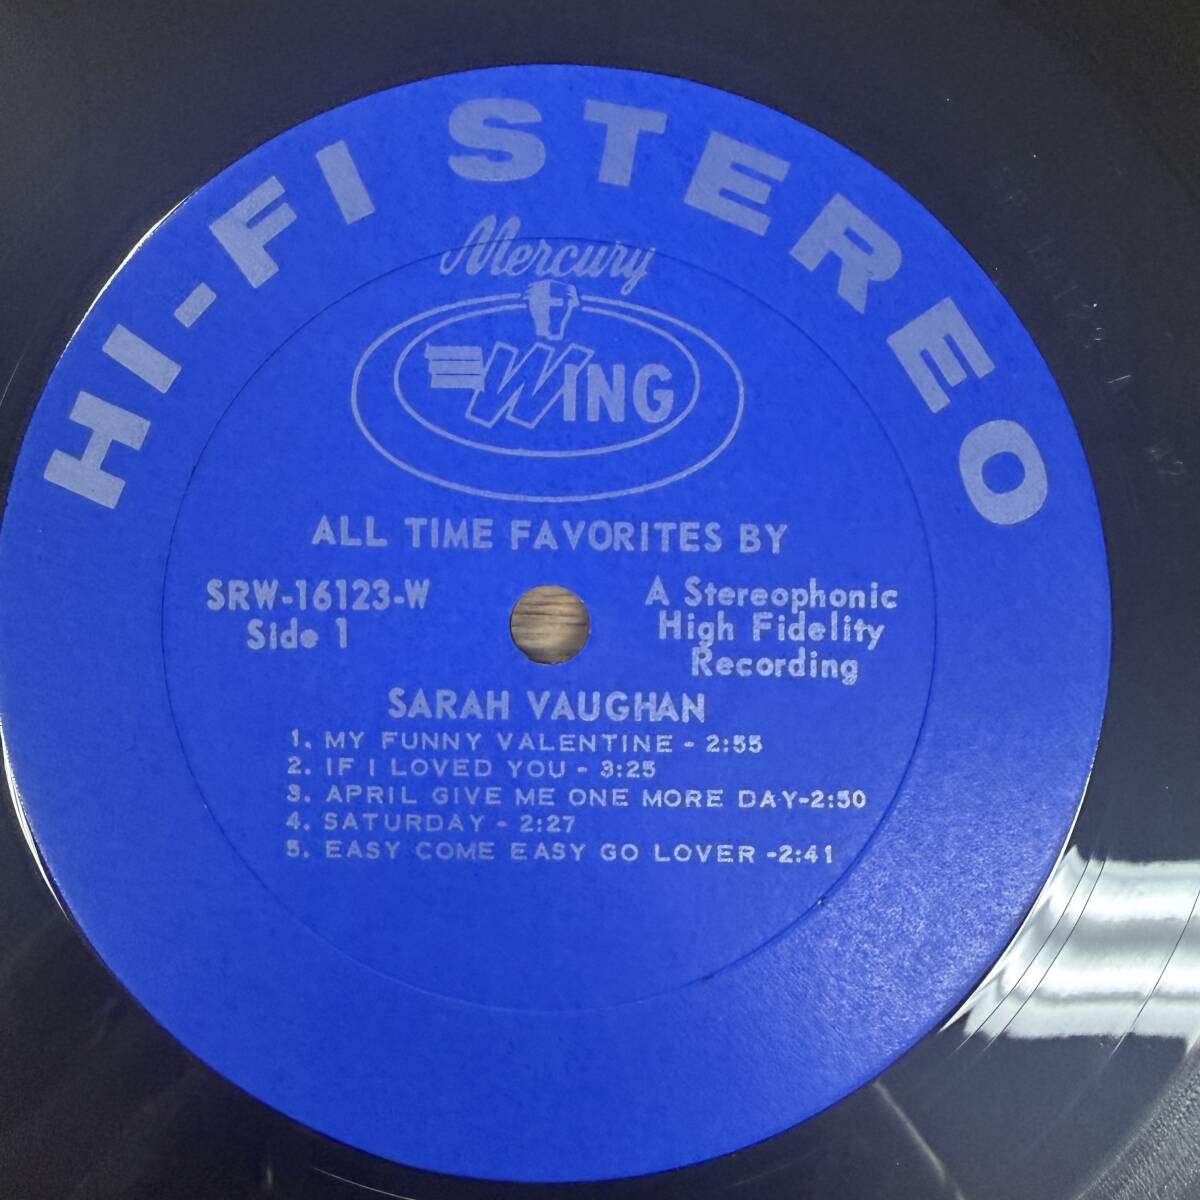 HI-FI STEREO
Mercury
WING
ALL TIME FAVORITES BY
SRW-16123-W
Side 1
A Stereophonic
High Fidelity
Recording
SARAH VAUGHAN
1. MY FUNNY VALENTINE - 2:55
2. IF I LOVED YOU - 3:25
3. APRIL GIVE ME ONE MORE DAY-2:50
4. SATURDAY - 2:27
5. EASY COME EASY GO LOVER -2:41